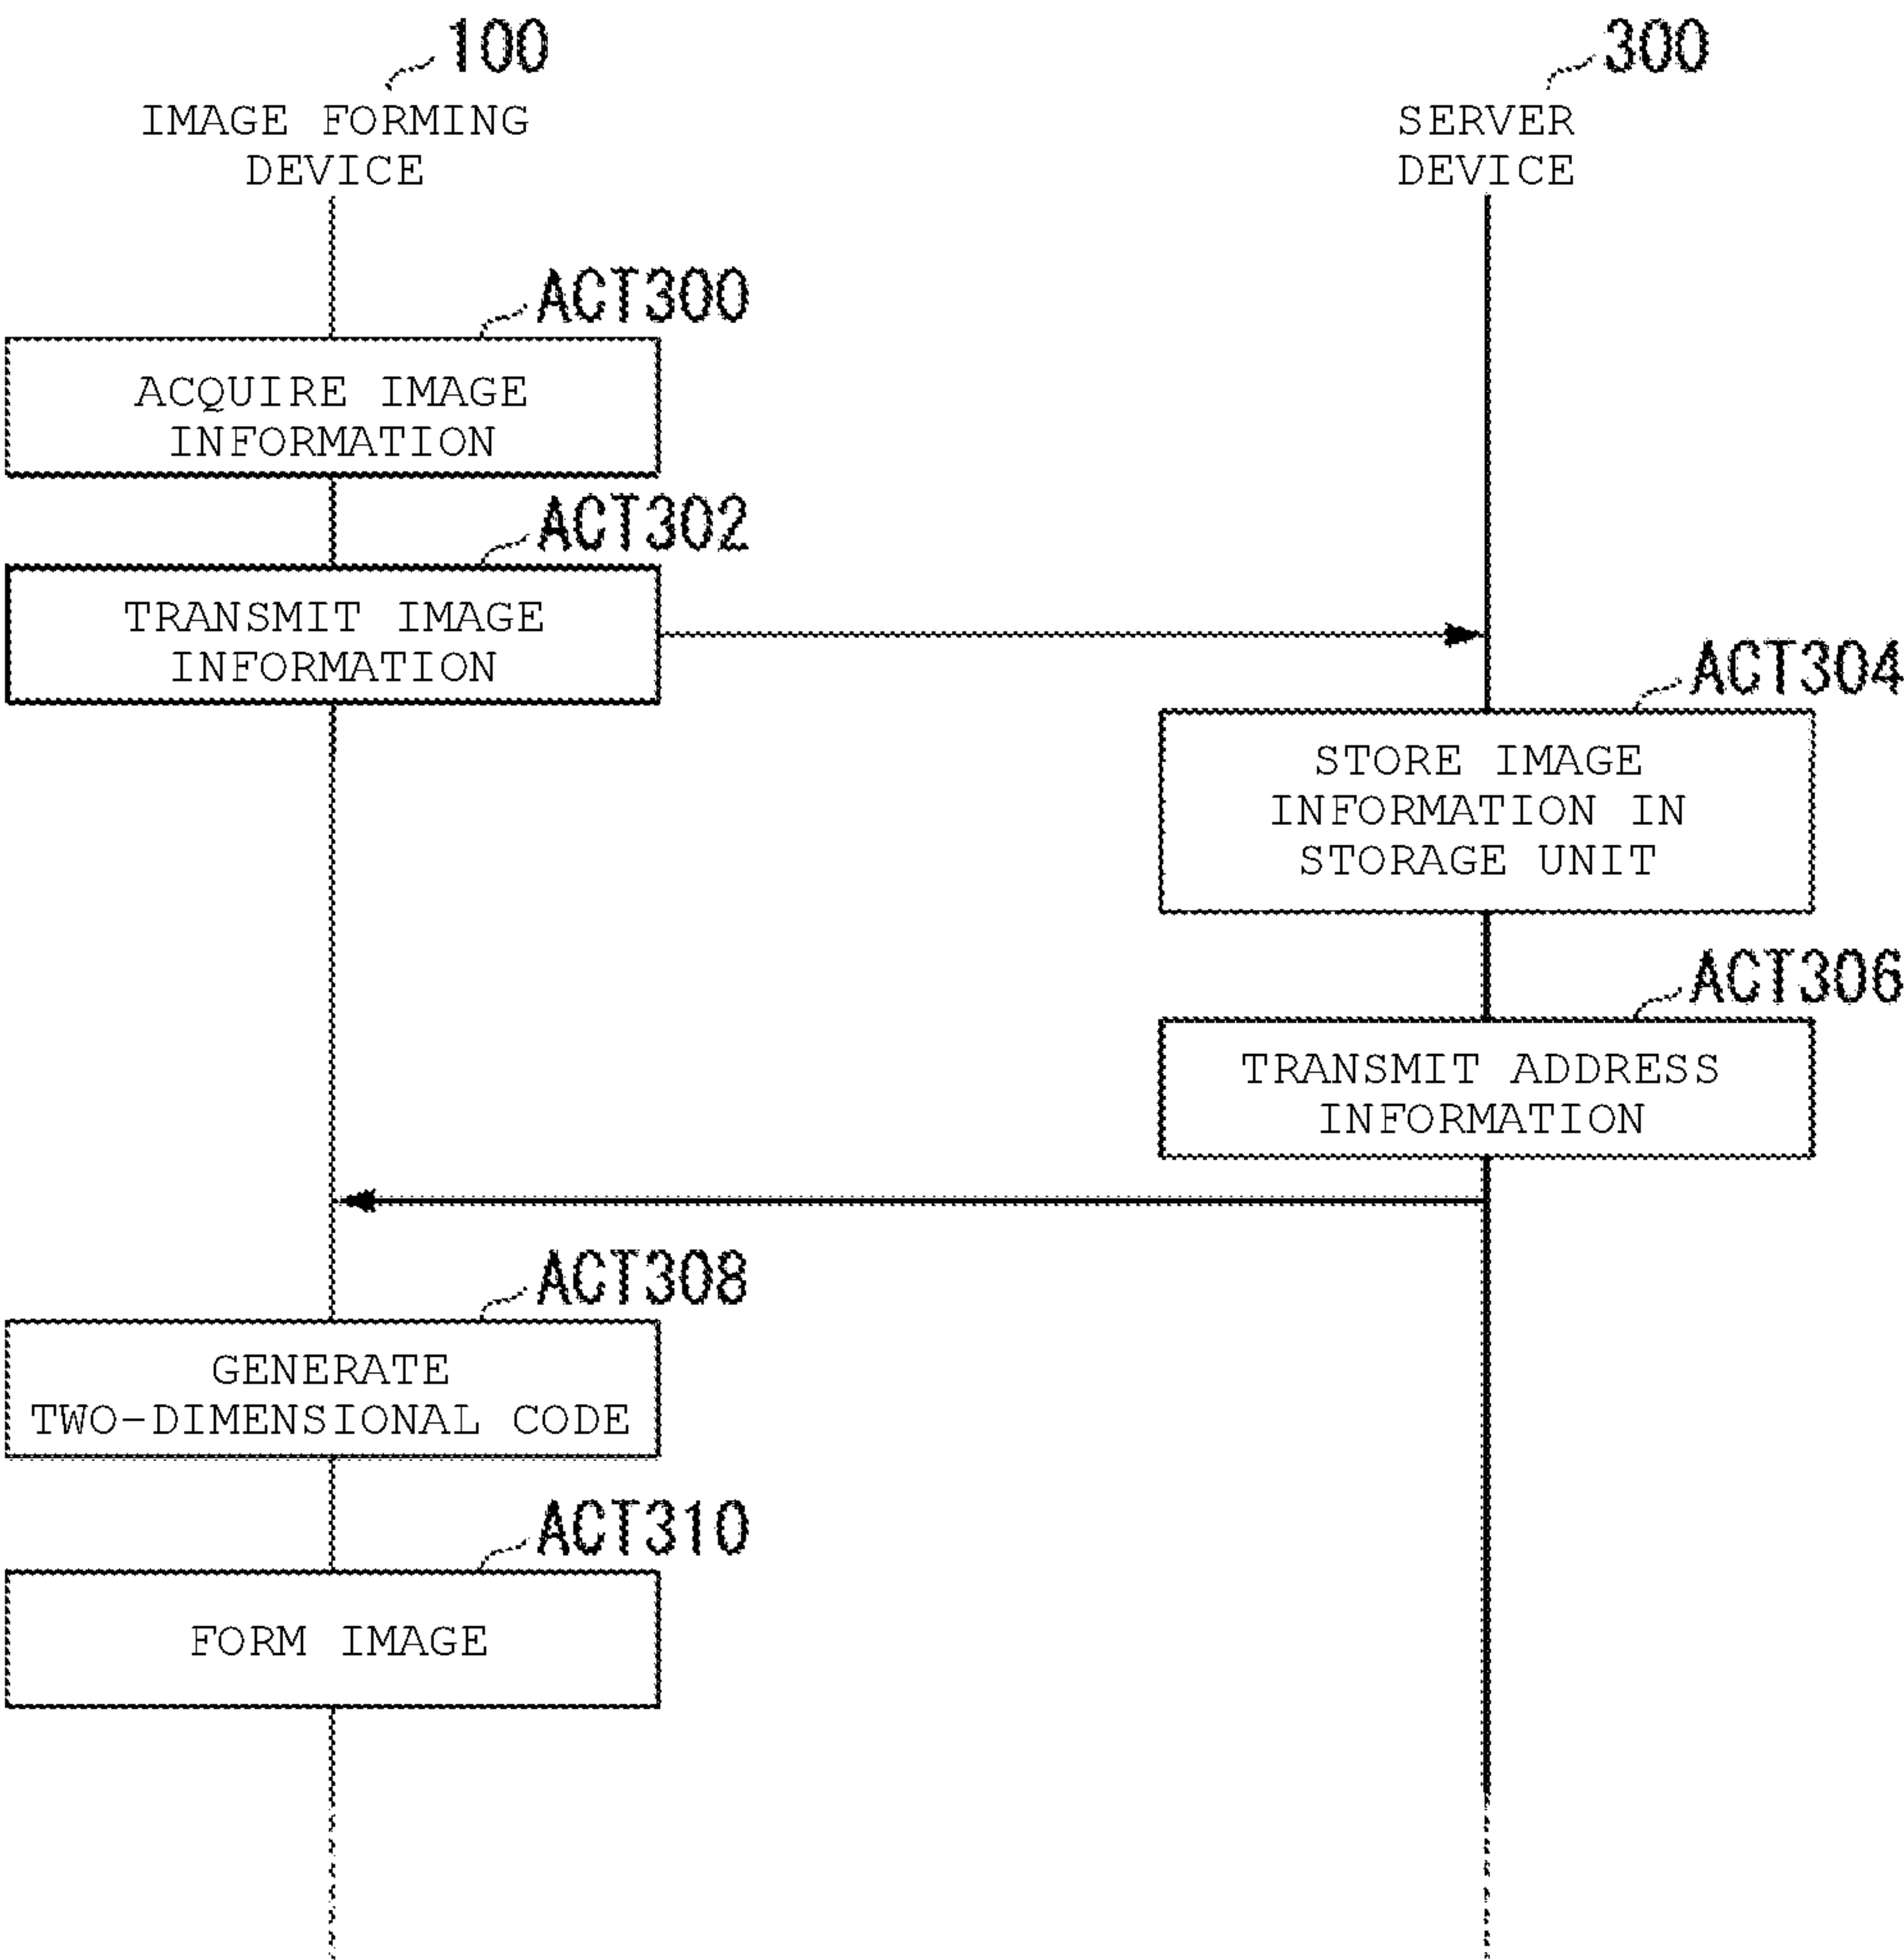 100
IMAGE FORMING
DEVICE
300
SERVER
DEVICE
ACT300
ACQUIRE IMAGE
INFORMATION
ACT302
TRANSMIT IMAGE
INFORMATION
ACT304
STORE IMAGE
INFORMATION IN
STORAGE UNIT
ACT306
TRANSMIT ADDRESS
INFORMATION
ACT308
GENERATE
TWO-DIMENSIONAL CODE
ACT310
FORM IMAGE